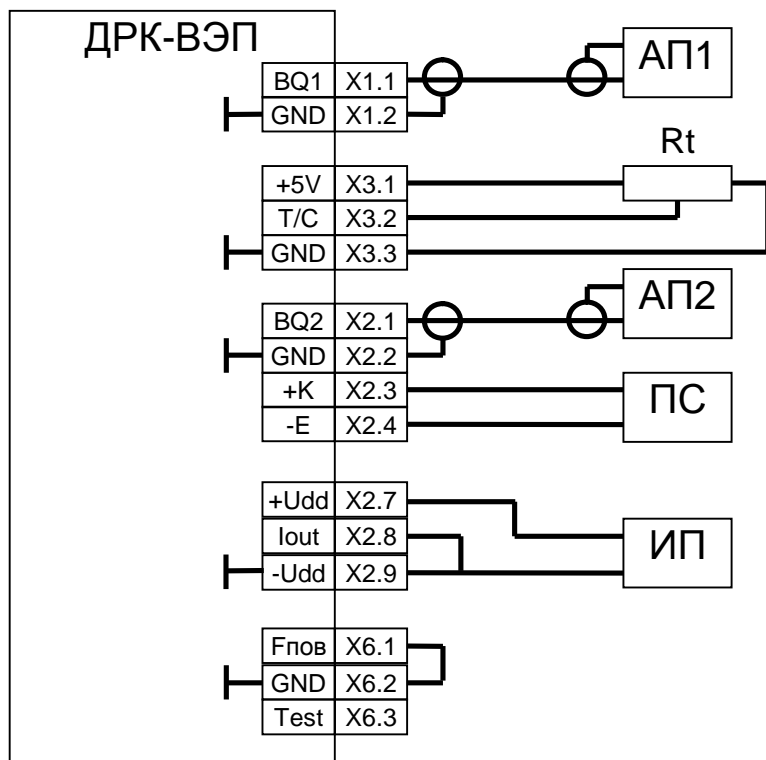 ДРК-ВЭП
АП1
BQ1 X1.1
GND X1.2
Rt
+5V X3.1
T/C X3.2
GND X3.3
АП2
BQ2 X2.1
GND X2.2
+K X2.3
ПС
-E X2.4
+Udd X2.7
Iout X2.8
ИП
-Udd X2.9
Fпов X6.1
GND X6.2
Test X6.3